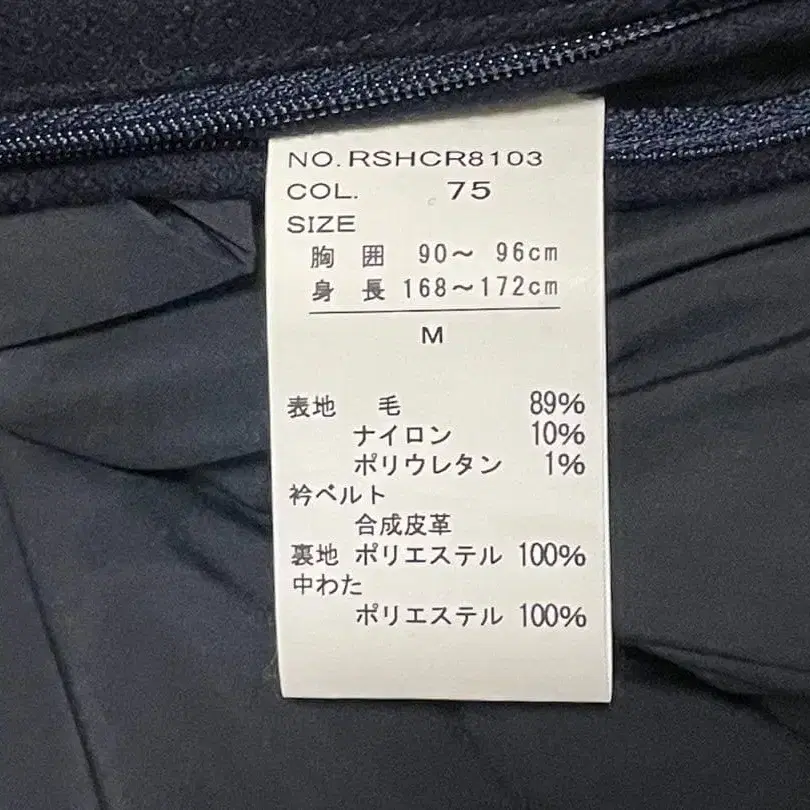 NO.RSHCR8103
COL. 75
SIZE
胸 囲 90～ 96cm
身 長 168～172cm
M
表地 毛 89%
ナイロン 10%
ポリウレタン 1%
衿ベルト
合成皮革
裏地 ポリエステル 100%
中わた
ポリエステル 100%